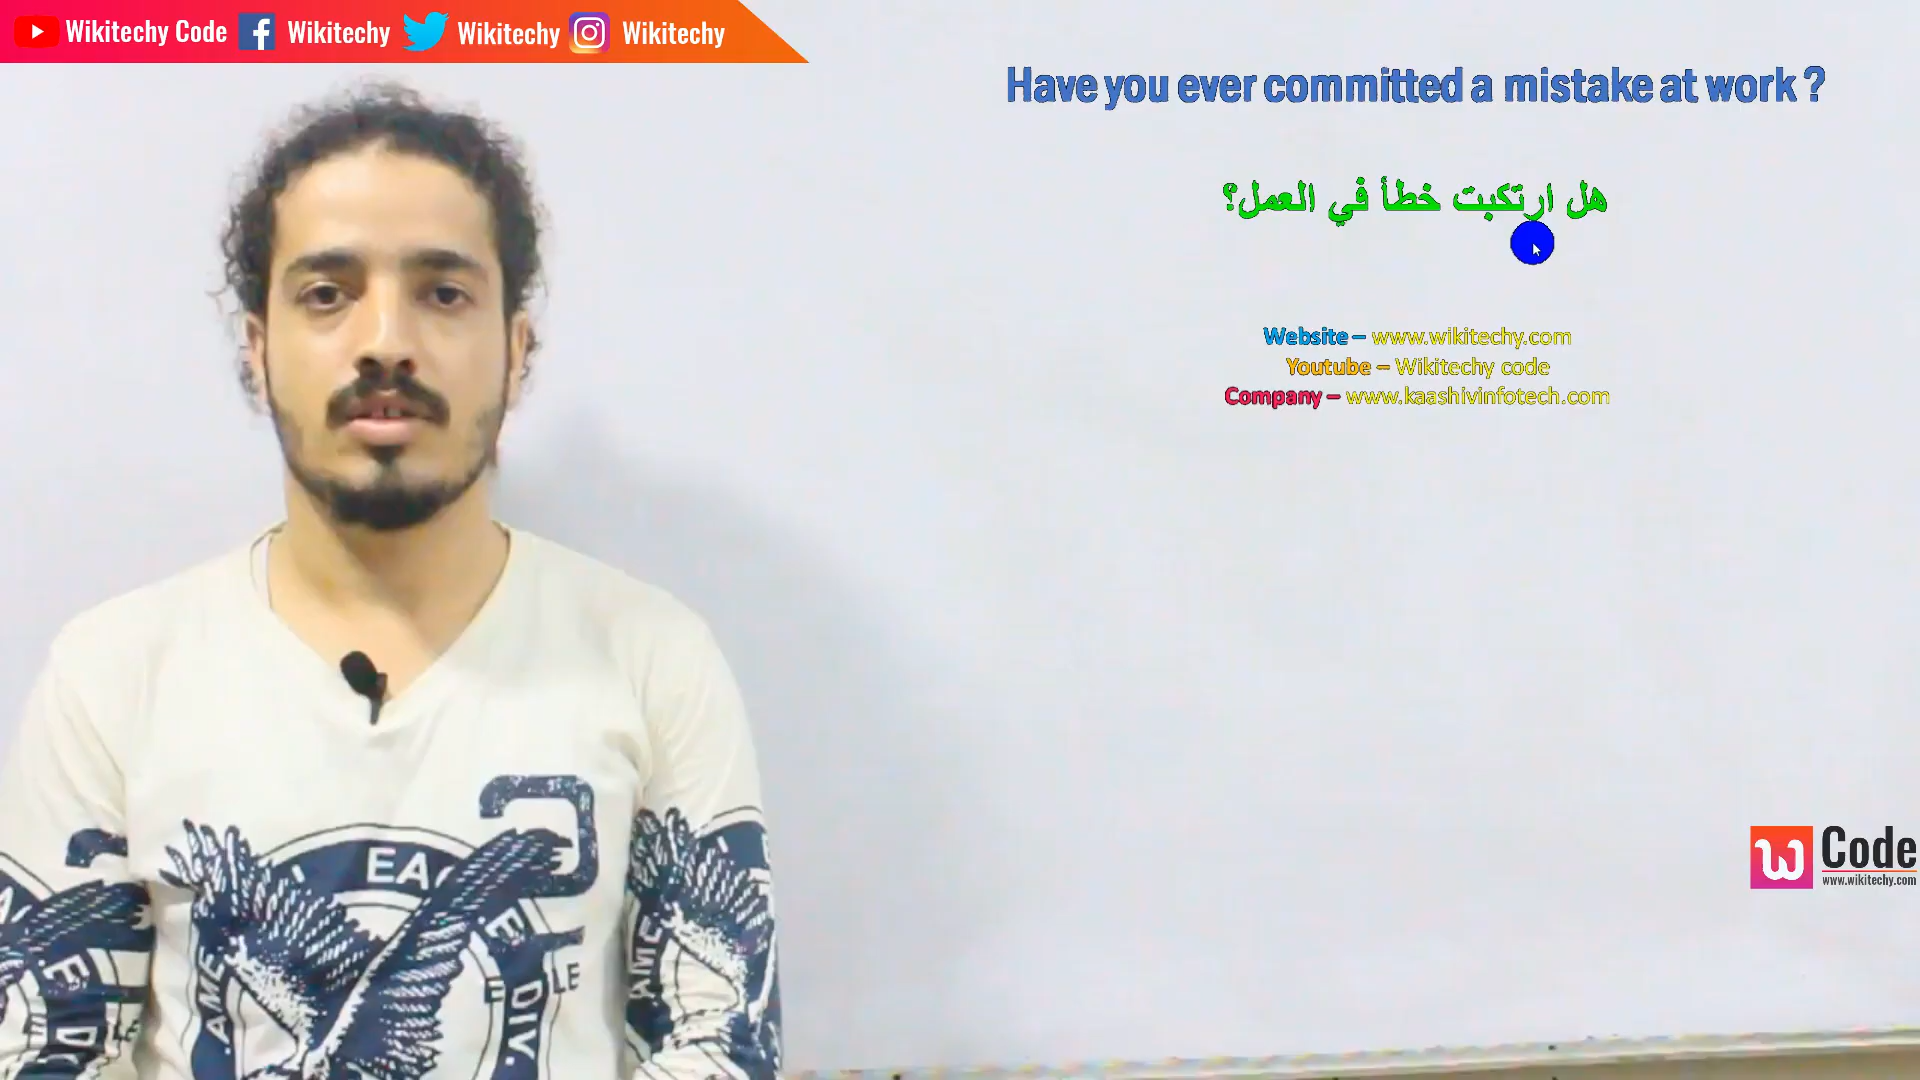 Wikitechy Code Wikitechy Wikitechy Wikitechy
Have you ever committed a mistake at work ?
هل ارتكبت خطأ في العمل؟
Website – www.wikitechy.com
Youtube – Wikitechy code
Company – www.kaashivinfotech.com
W Code
www.wikitechy.com
EA
AME
DIV.
LE
AME